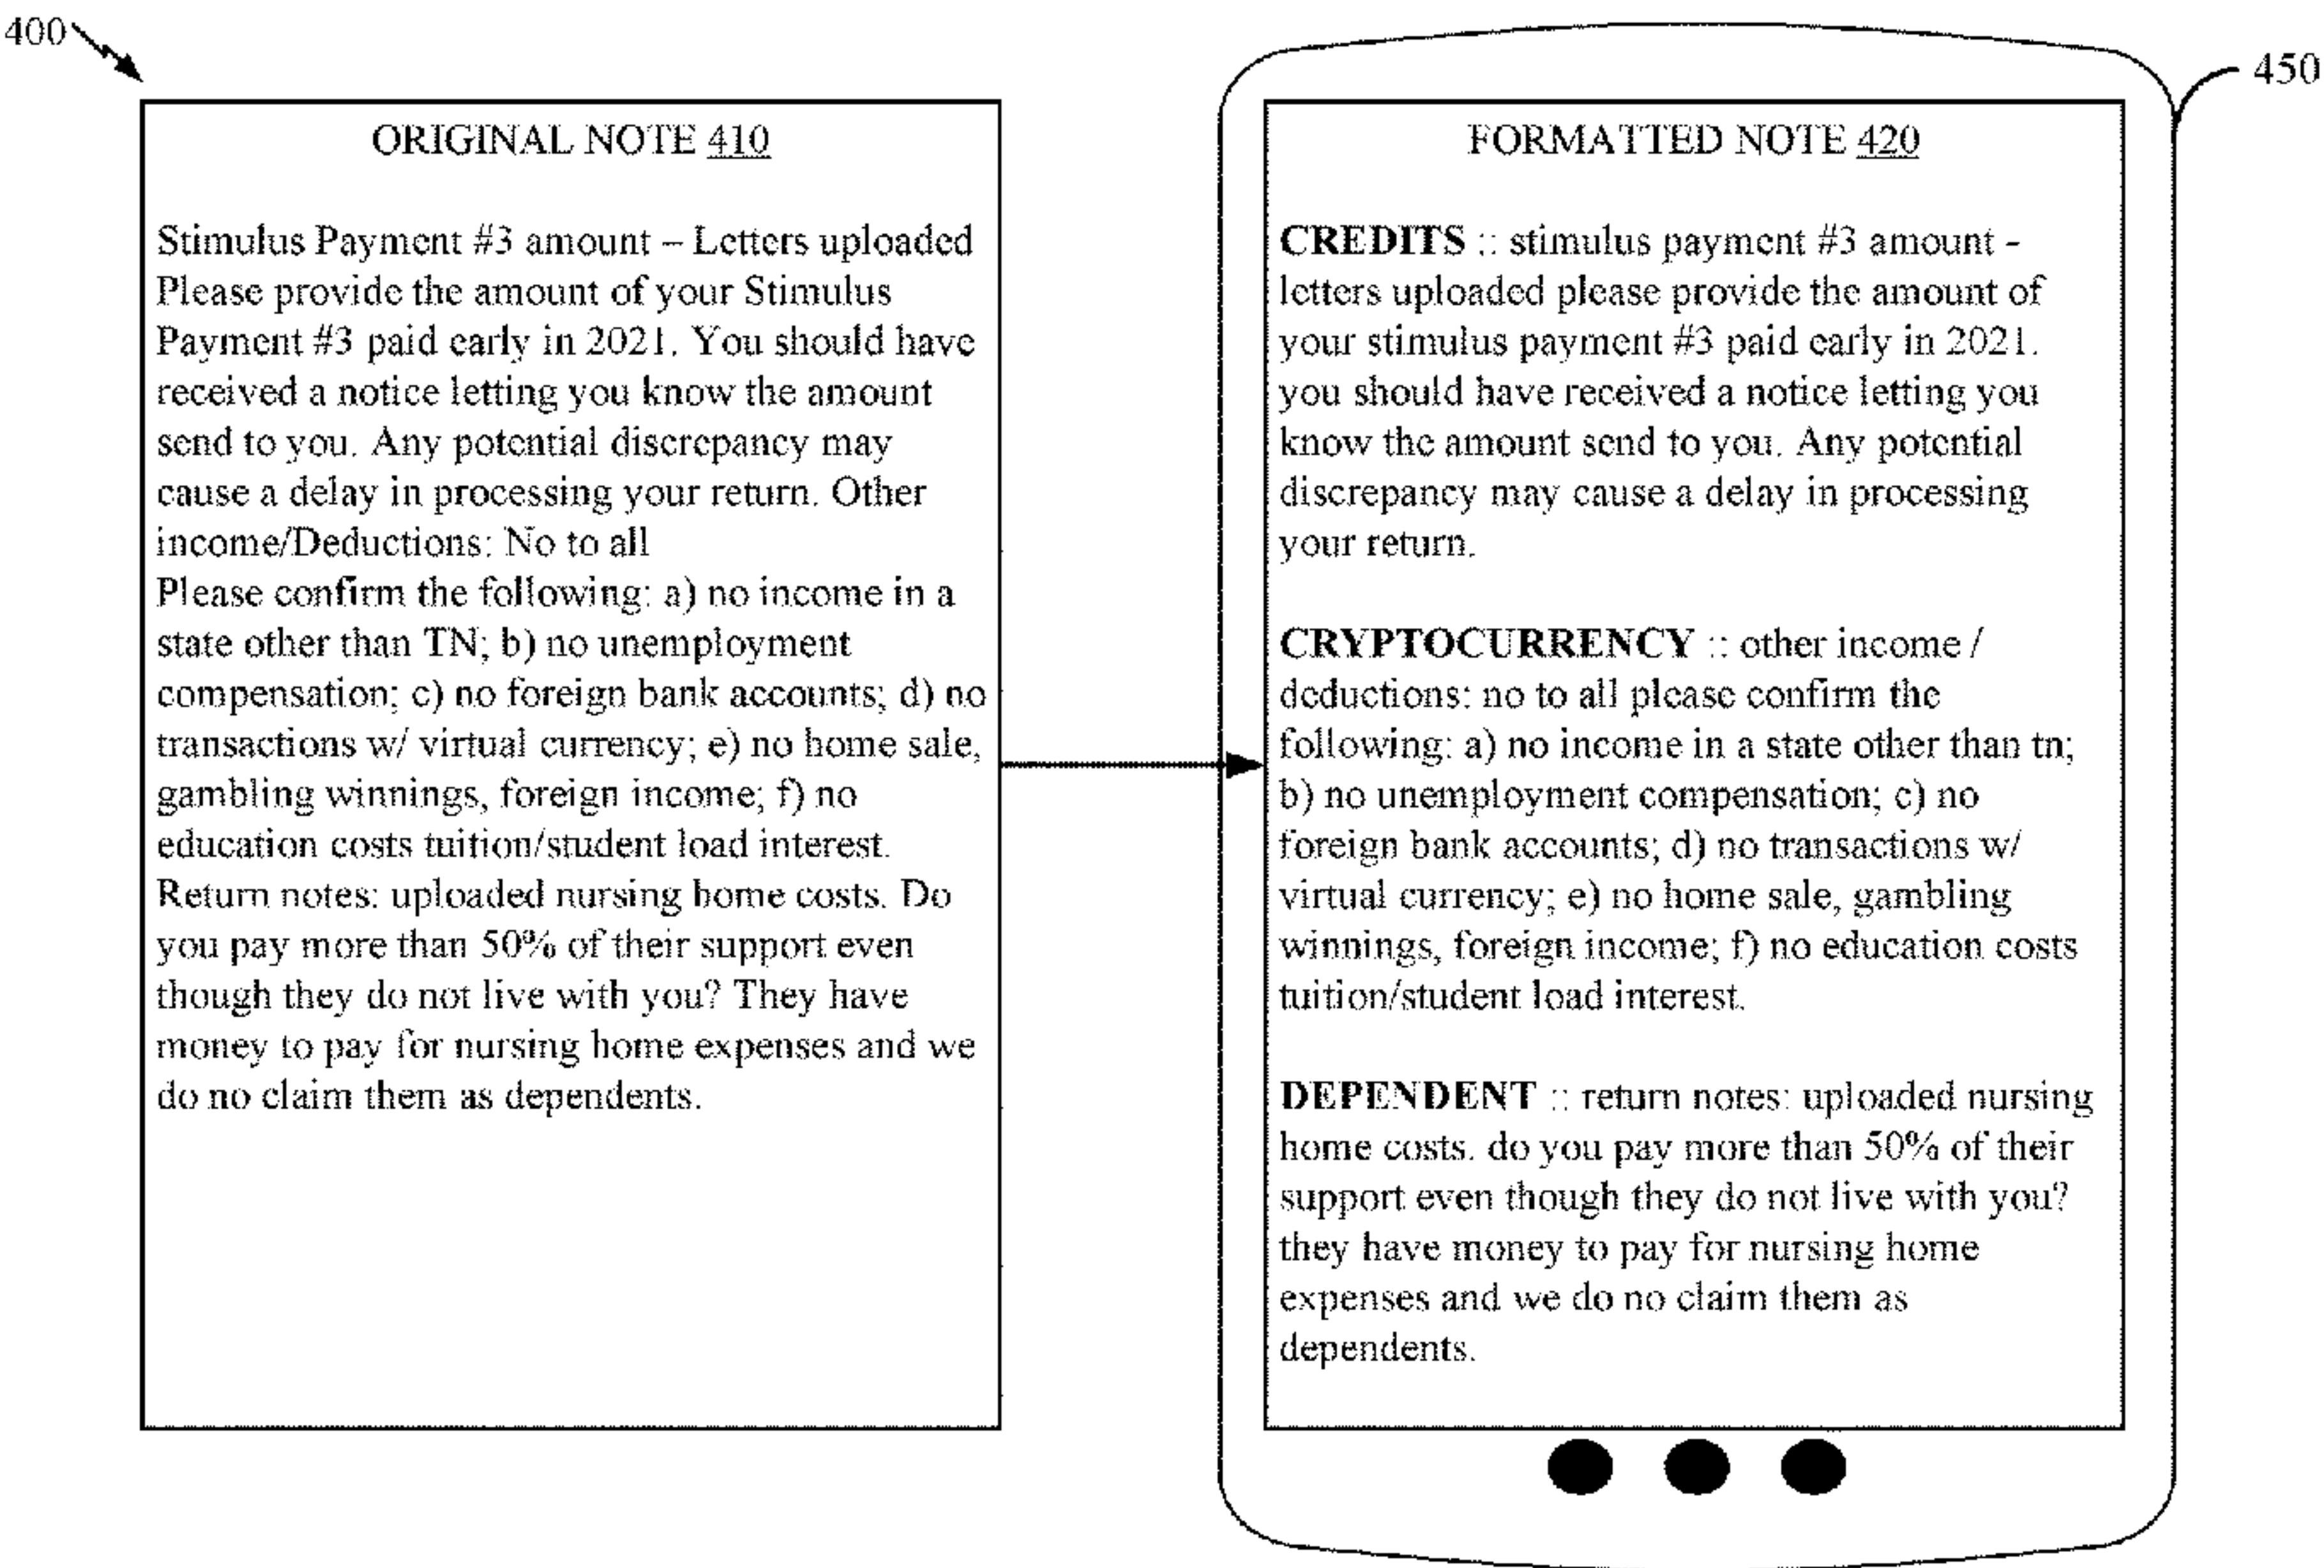 400
ORIGINAL NOTE 410
Stimulus Payment #3 amount – Letters uploaded
Please provide the amount of your Stimulus
Payment #3 paid early in 2021. You should have
received a notice letting you know the amount
send to you. Any potential discrepancy may
cause a delay in processing your return. Other
income/Deductions: No to all
Please confirm the following: a) no income in a
state other than TN; b) no unemployment
compensation; c) no foreign bank accounts; d) no
transactions w/ virtual currency; e) no home sale,
gambling winnings, foreign income; f) no
education costs tuition/student load interest.
Return notes: uploaded nursing home costs. Do
you pay more than 50% of their support even
though they do not live with you? They have
money to pay for nursing home expenses and we
do no claim them as dependents.
450
FORMATTED NOTE 420
CREDITS :: stimulus payment #3 amount -
letters uploaded please provide the amount of
your stimulus payment #3 paid early in 2021.
you should have received a notice letting you
know the amount send to you. Any potential
discrepancy may cause a delay in processing
your return.
CRYPTOCURRENCY :: other income /
deductions: no to all please confirm the
following: a) no income in a state other than tn;
b) no unemployment compensation; c) no
foreign bank accounts; d) no transactions w/
virtual currency; e) no home sale, gambling
winnings, foreign income; f) no education costs
tuition/student load interest.
DEPENDENT :: return notes: uploaded nursing
home costs. do you pay more than 50% of their
support even though they do not live with you?
they have money to pay for nursing home
expenses and we do no claim them as
dependents.